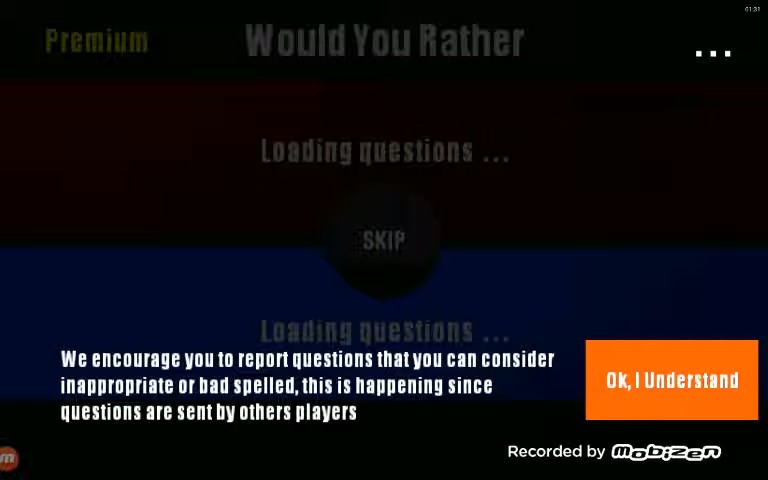 01:31
Premium
Would You Rather
...
Loading questions ...
SKIP
Loading questions ...
We encourage you to report questions that you can consider
inappropriate or bad spelled, this is happening since
questions are sent by others players
Ok, I Understand
Recorded by mobizen
m